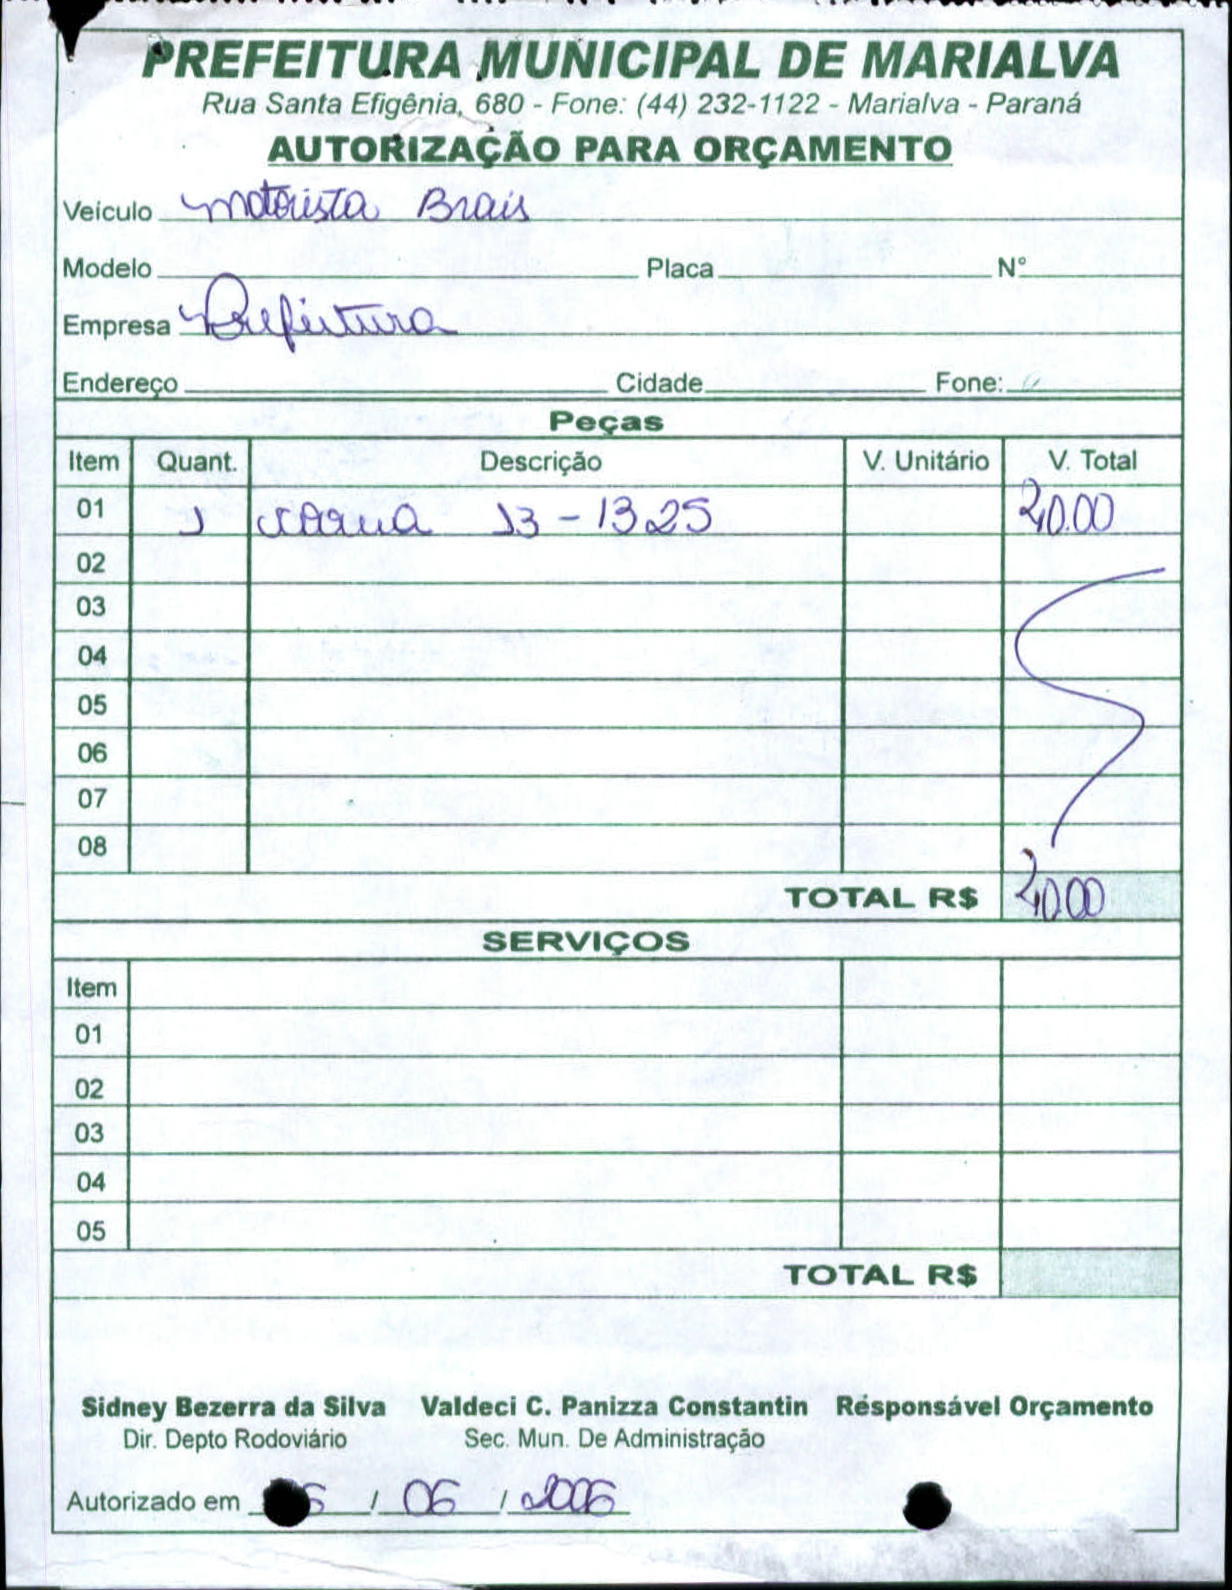 PREFEITURA MUNICIPAL DE MARIALVA
Rua Santa Efigênia, 680 - Fone: (44) 232-1122 - Marialva - Paraná
AUTORIZAÇÃO PARA ORÇAMENTO
Veículo motorista Brais
Modelo Placa Nº
Empresa Prefeitura
Endereço Cidade Fone:
Peças
Item Quant. Descrição V. Unitário V. Total
01 1 13 - 1325 20.00
02
03
04
05
06
07
08
TOTAL R$ 20.00
SERVIÇOS
Item
01
02
03
04
05
TOTAL R$
Sidney Bezerra da Silva Valdeci C. Panizza Constantin Résponsável Orçamento
Dir. Depto Rodoviário Sec. Mun. De Administração
Autorizado em / 06 / 2006